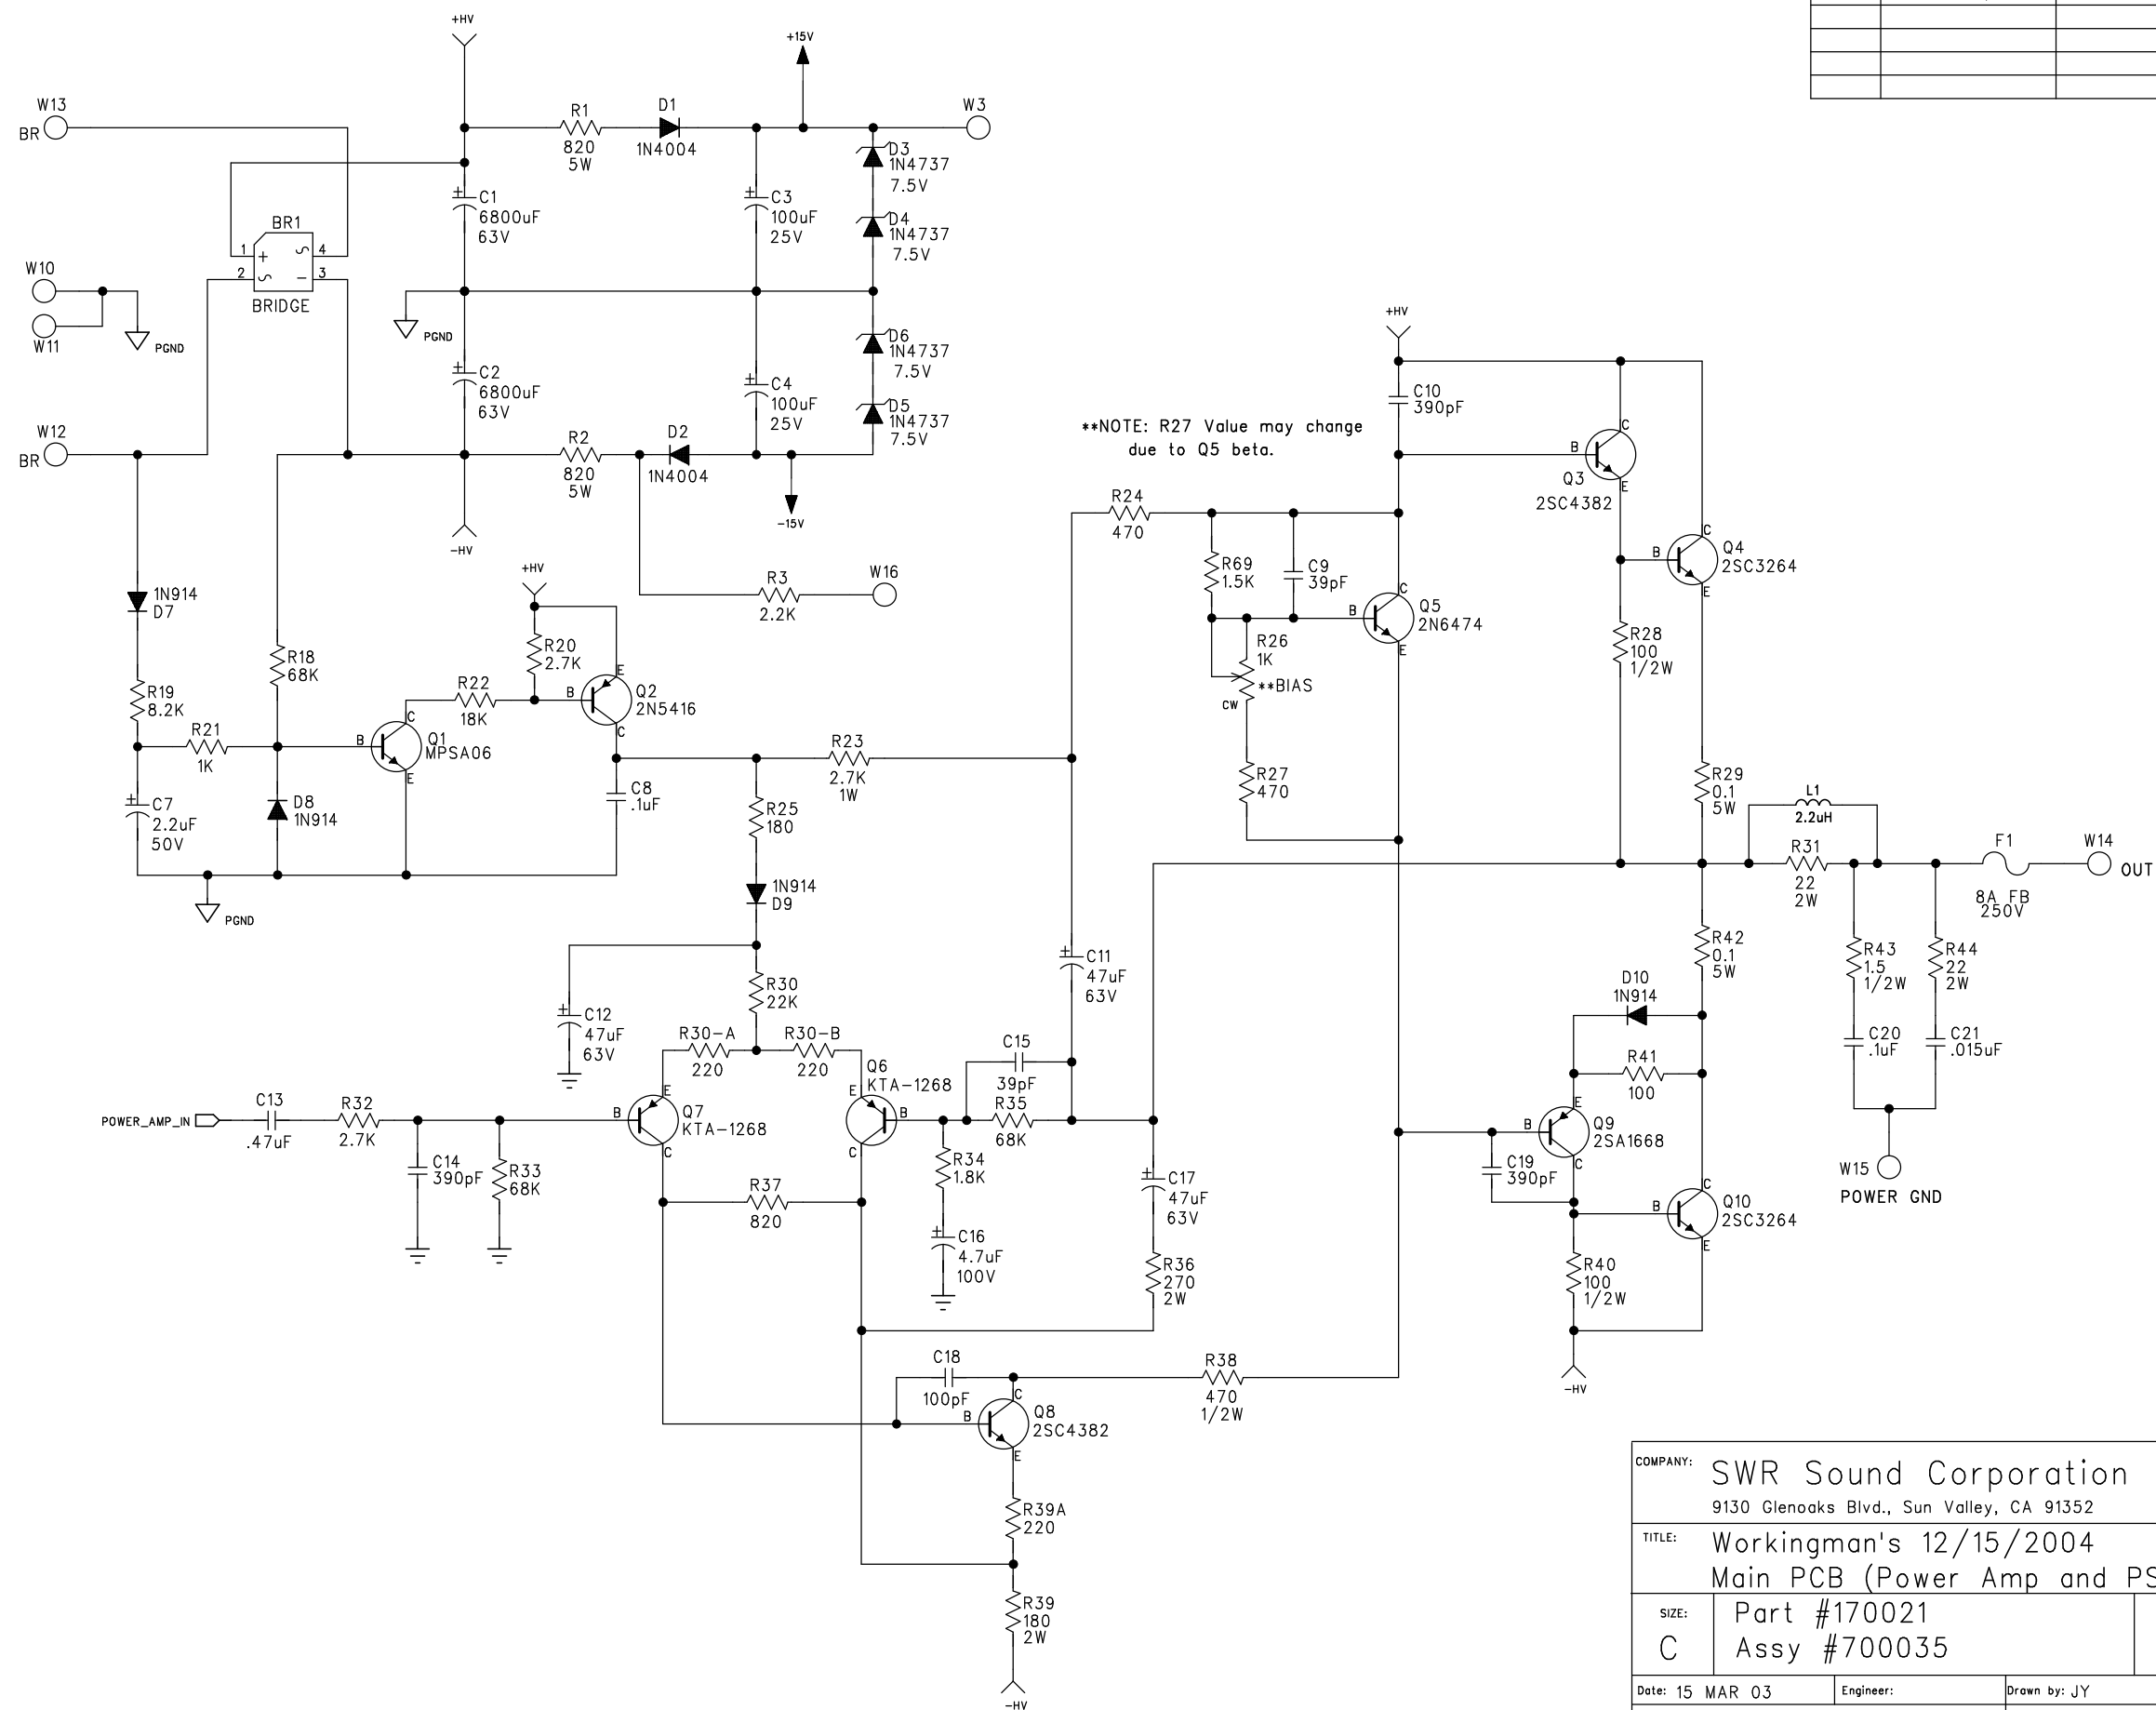 +HV
+15V
W13
BR
R1
820
5W
D1
1N4004
W3
D3
1N4737
7.5V
C1
6800uF
63V
C3
100uF
25V
D4
1N4737
7.5V
BR1
1
+
4
2
-
3
BRIDGE
W10
W11
PGND
PGND
D6
1N4737
7.5V
C2
6800uF
63V
C4
100uF
25V
D5
1N4737
7.5V
W12
BR
R2
820
5W
D2
1N4004
-15V
-HV
+HV
R3
2.2K
W16
1N914
D7
R18
68K
R20
2.7K
R19
8.2K
R22
18K
B
E
C
Q2
2N5416
R21
1K
B
C
E
Q1
MPSA06
R23
2.7K
1W
C7
2.2uF
50V
D8
1N914
C8
.1uF
R25
180
PGND
1N914
D9
R30
22K
C12
47uF
63V
C11
47uF
63V
R30-A
220
R30-B
220
C15
39pF
Q6
KTA-1268
E
B
C
R35
68K
POWER_AMP_IN
C13
.47uF
R32
2.7K
B
E
C
Q7
KTA-1268
C14
390pF
R33
68K
R37
820
R34
1.8K
C16
4.7uF
100V
C17
47uF
63V
R36
270
2W
C18
100pF
B
C
E
Q8
2SC4382
R38
470
1/2W
R39A
220
R39
180
2W
-HV
+HV
C10
390pF
**NOTE: R27 Value may change
due to Q5 beta.
B
C
E
Q3
2SC4382
R24
470
R69
1.5K
C9
39pF
B
C
E
Q5
2N6474
B
C
E
Q4
2SC3264
R26
1K
**BIAS
CW
R28
100
1/2W
R27
470
R29
0.1
5W
L1
2.2uH
R31
22
2W
F1
8A FB
250V
W14
OUT
R42
0.1
5W
R43
1.5
1/2W
R44
22
2W
D10
1N914
C20
.1uF
C21
.015uF
R41
100
B
E
C
Q9
2SA1668
C19
390pF
W15
POWER GND
B
C
E
Q10
2SC3264
R40
100
1/2W
-HV
COMPANY: SWR Sound Corporation
9130 Glenoaks Blvd., Sun Valley, CA 91352
TITLE: Workingman's 12/15/2004
Main PCB (Power Amp and PS
SIZE: Part #170021
C Assy #700035
Date: 15 MAR 03 Engineer: Drawn by: JY